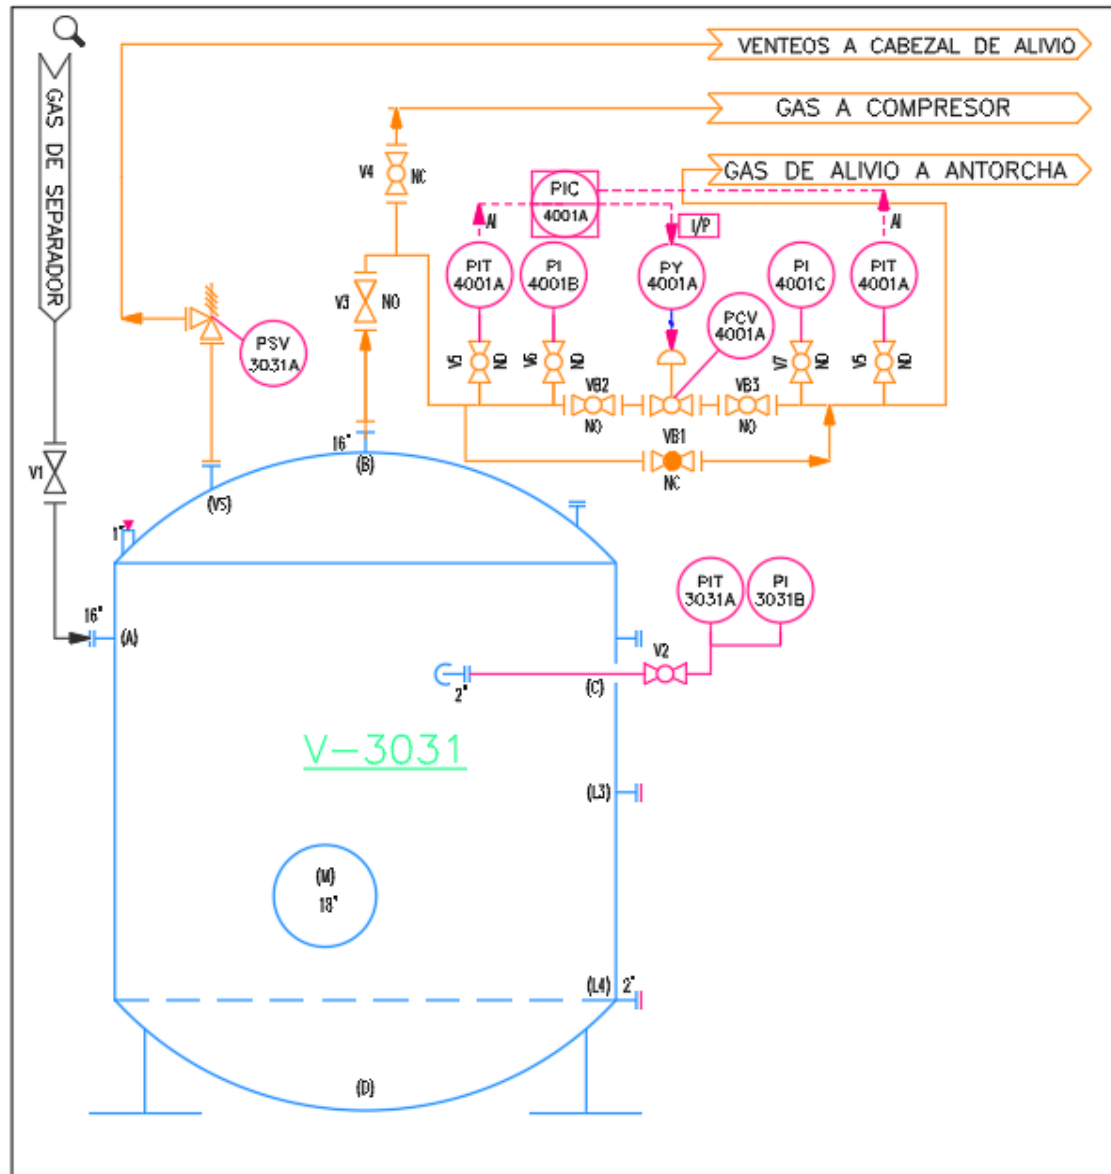 VENTEOS A CABEZAL DE ALIVIO
GAS A COMPRESOR
GAS DE ALIVIO A ANTORCHA
GAS DE SEPARADOR
V4
NC
PIC
4001A
AI
I/P
AI
PIT
4001A
PI
4001B
PY
4001A
PI
4001C
PIT
4001A
V3
NO
PCV
4001A
PSV
3031A
V5
NO
V6
NO
V7
NO
V5
NO
VB2
NO
VB3
NO
VB1
NC
16"
(B)
V1
(VS)
1"
16"
(A)
PIT
3031A
PI
3031B
V2
2"
(C)
V-3031
(L3)
(M)
18"
(L4) 2"
(D)